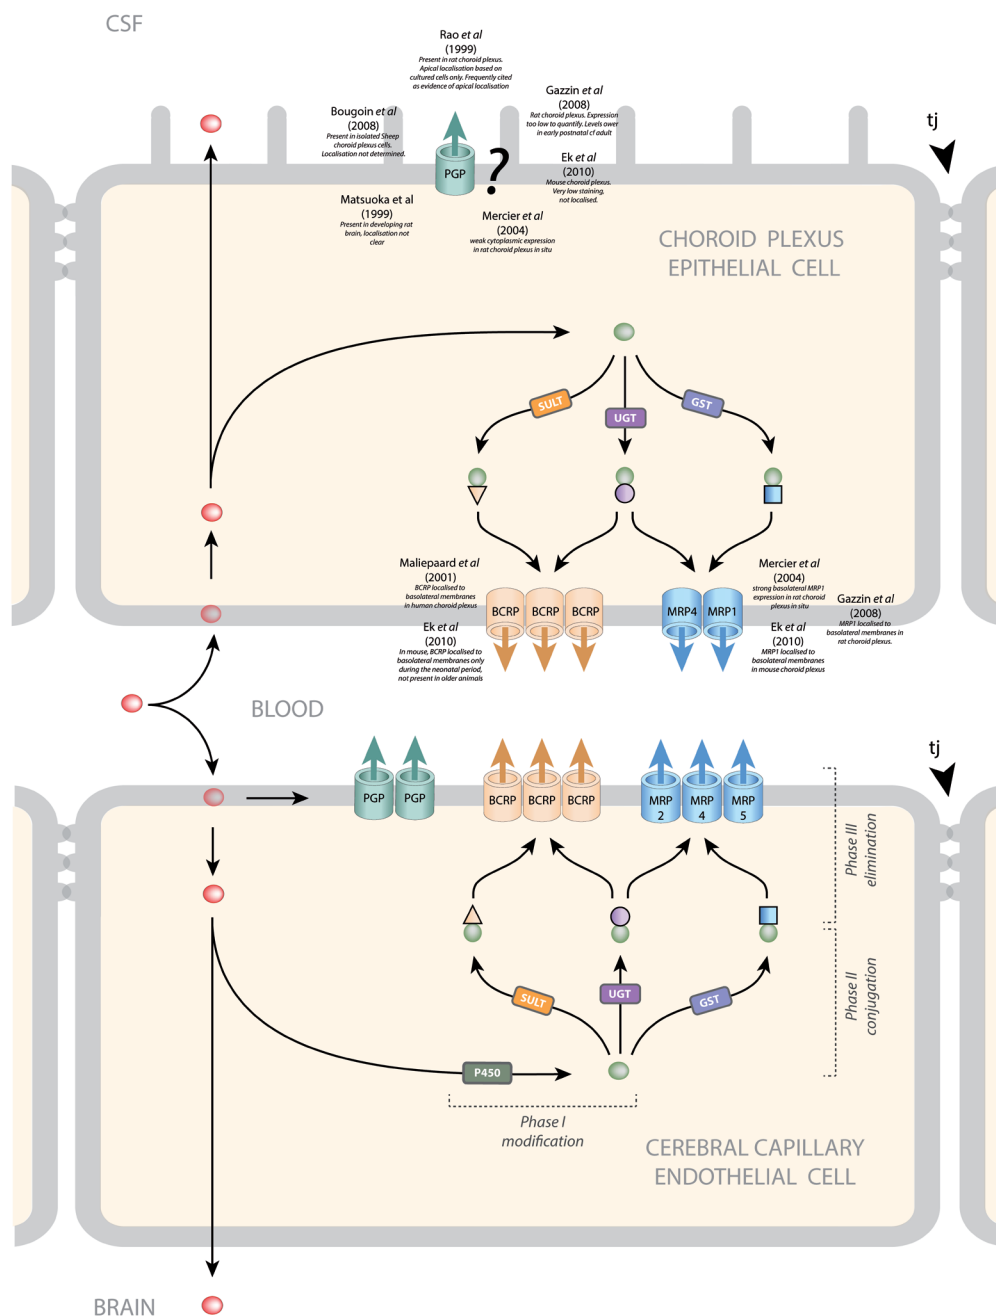 CSF
Rao et al
(1999)
Present in rat choroid plexus.
Apical localisation based on
cultured cells only. Frequently cited
as evidence of apical localisation
Gazzin et al
(2008)
Rat choroid plexus. Expression
too low to quantify. Levels ower
in early postnatal cf adult
Bougoin et al
(2008)
Present in isolated Sheep
choroid plexus cells.
Localisation not determined.
tj
PGP
?
Ek et al
(2010)
Mouse choroid plexus.
Very low staining,
not localised.
Matsuoka et al
(1999)
Present in developing rat
brain, localisation not
clear
Mercier et al
(2004)
weak cytoplasmic expression
in rat choroid plexus in situ
CHOROID PLEXUS
EPITHELIAL CELL
SULT
UGT
GST
Maliepaard et al
(2001)
BCRP localised to
basolateral membranes
in human choroid plexus
Ek et al
(2010)
In mouse, BCRP localised to
basolateral membranes only
during the neonatal period,
not present in older animals
BCRP
BCRP
BCRP
MRP4
MRP1
Mercier et al
(2004)
strong basolateral MRP1
expression in rat choroid
plexus in situ
Ek et al
(2010)
MRP1 localised to
basolateral membranes
in mouse choroid plexus
Gazzin et al
(2008)
MRP1 localised to
basolateral membranes in
rat choroid plexus.
BLOOD
tj
PGP
PGP
BCRP
BCRP
BCRP
MRP
2
MRP
4
MRP
5
Phase III
elimination
SULT
UGT
GST
Phase II
conjugation
P450
Phase I
modification
CEREBRAL CAPILLARY
ENDOTHELIAL CELL
BRAIN